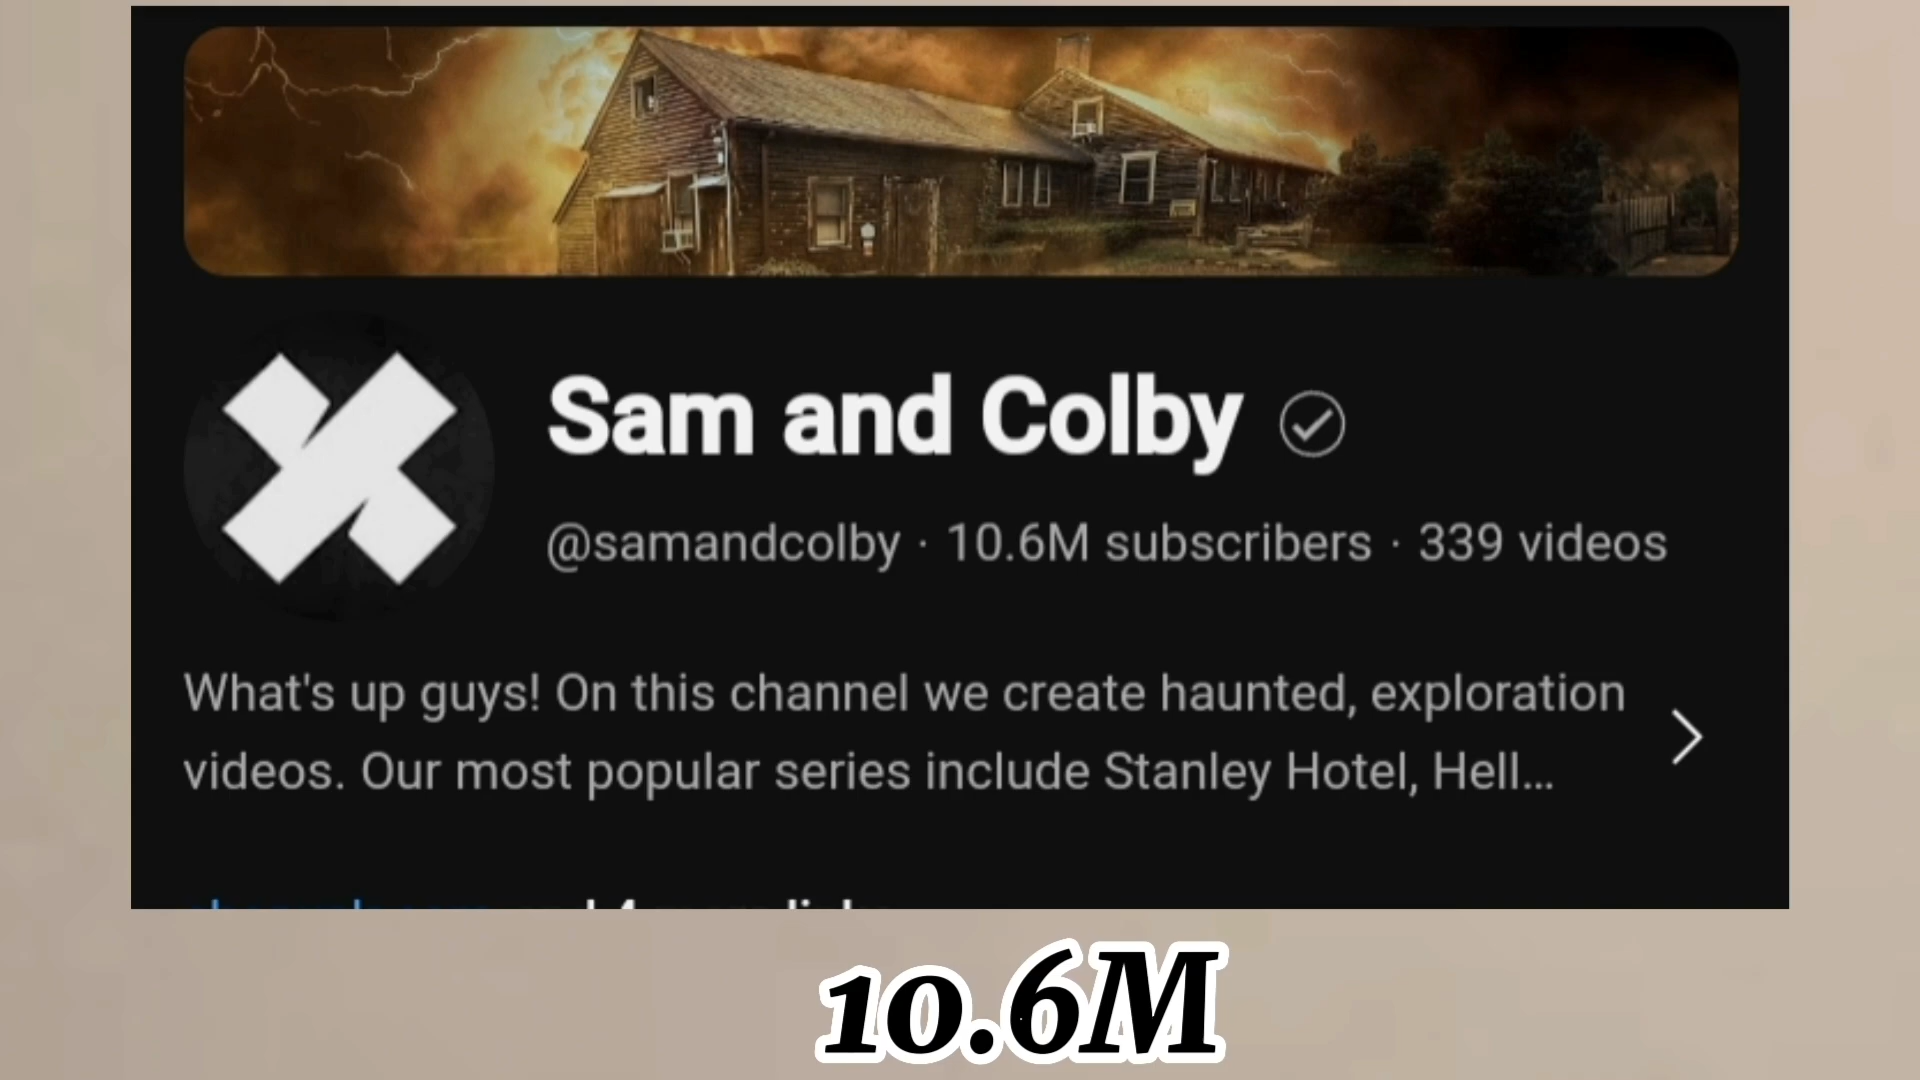 Sam and Colby
@samandcolby · 10.6M subscribers · 339 videos
What's up guys! On this channel we create haunted, exploration
videos. Our most popular series include Stanley Hotel, Hell...
10.6M